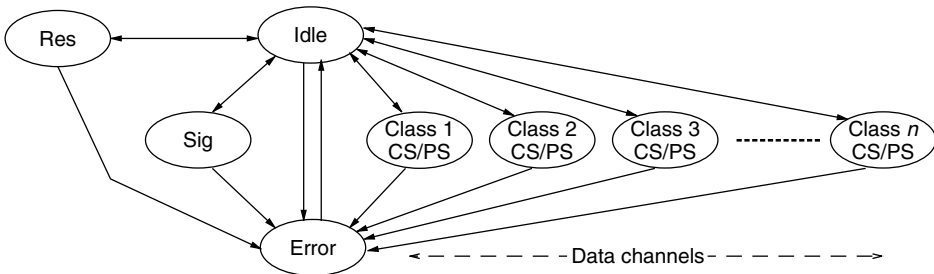 Res
Idle
Sig
Class 1
CS/PS
Class 2
CS/PS
Class 3
CS/PS
Class n
CS/PS
Error
Data channels